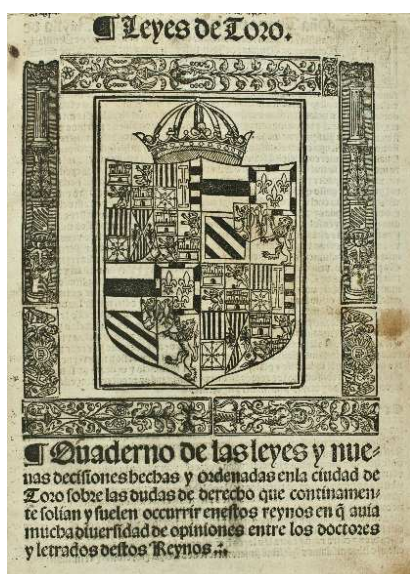 ¶ Leyes de Toro.
¶ Quaderno de las leyes y nue-
uas decisiones hechas y ordenadas enla ciudad de
Toro sobre las dudas de derecho que continamen-
te solian y suelen occurrir enestos reynos en q̃ auia
mucha diuersidad de opiniones entre los doctores
y letrados destos Reynos.